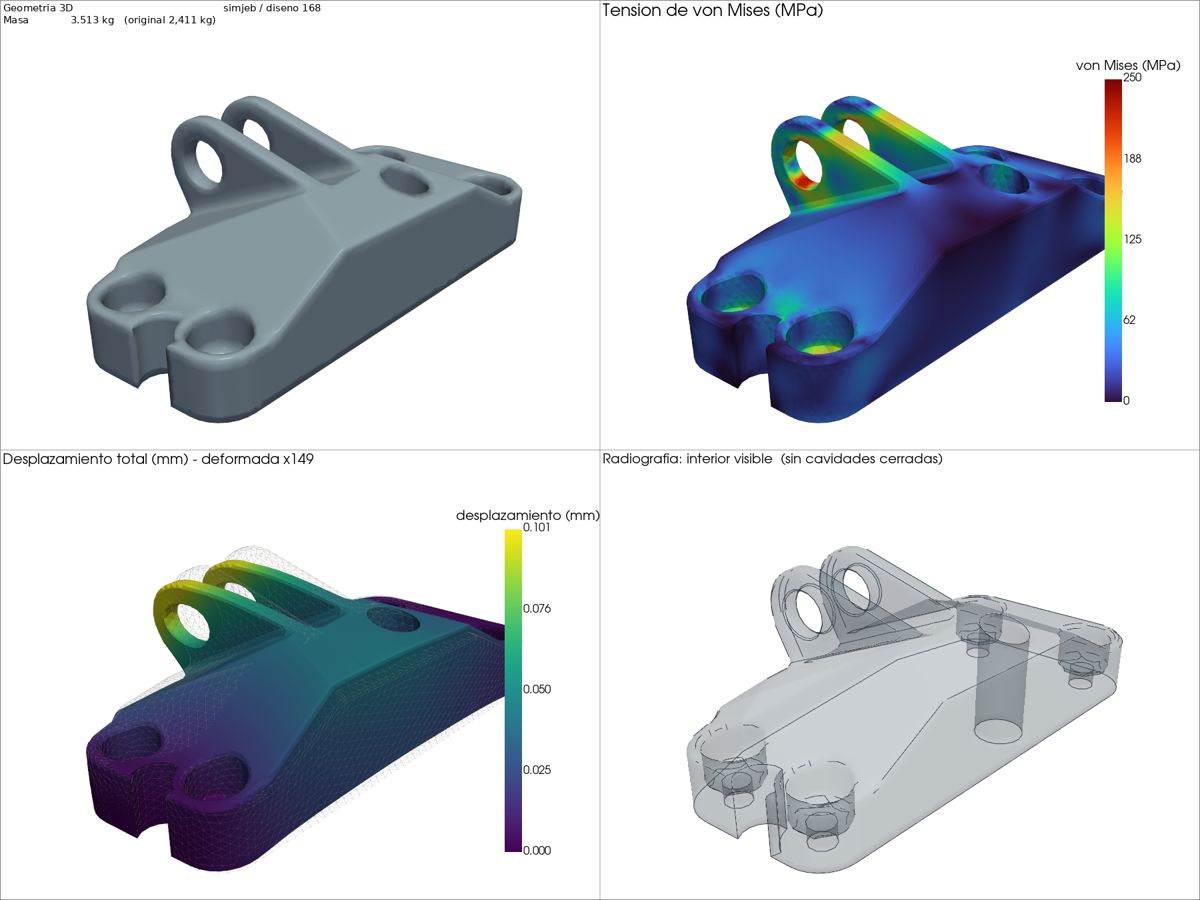 Geometria 3D simjeb / diseno 168
Masa 3.513 kg (original 2,411 kg)
Tension de von Mises (MPa)
von Mises (MPa)
250
188
125
62
0
Desplazamiento total (mm) - deformada x149
desplazamiento (mm)
0.101
0.076
0.050
0.025
0.000
Radiografia: interior visible (sin cavidades cerradas)